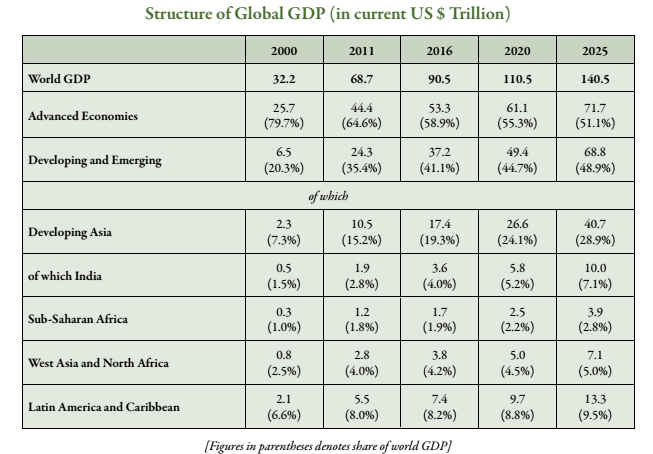 Structure of Global GDP (in current US $ Trillion)
2000 2011 2016 2020 2025
World GDP 32.2 68.7 90.5 110.5 140.5
Advanced Economies 25.7 44.4 53.3 61.1 71.7
(79.7%) (64.6%) (58.9%) (55.3%) (51.1%)
Developing and Emerging 6.5 24.3 37.2 49.4 68.8
(20.3%) (35.4%) (41.1%) (44.7%) (48.9%)
of which
Developing Asia 2.3 10.5 17.4 26.6 40.7
(7.3%) (15.2%) (19.3%) (24.1%) (28.9%)
of which India 0.5 1.9 3.6 5.8 10.0
(1.5%) (2.8%) (4.0%) (5.2%) (7.1%)
Sub-Saharan Africa 0.3 1.2 1.7 2.5 3.9
(1.0%) (1.8%) (1.9%) (2.2%) (2.8%)
West Asia and North Africa 0.8 2.8 3.8 5.0 7.1
(2.5%) (4.0%) (4.2%) (4.5%) (5.0%)
Latin America and Caribbean 2.1 5.5 7.4 9.7 13.3
(6.6%) (8.0%) (8.2%) (8.8%) (9.5%)
[Figures in parentheses denotes share of world GDP]